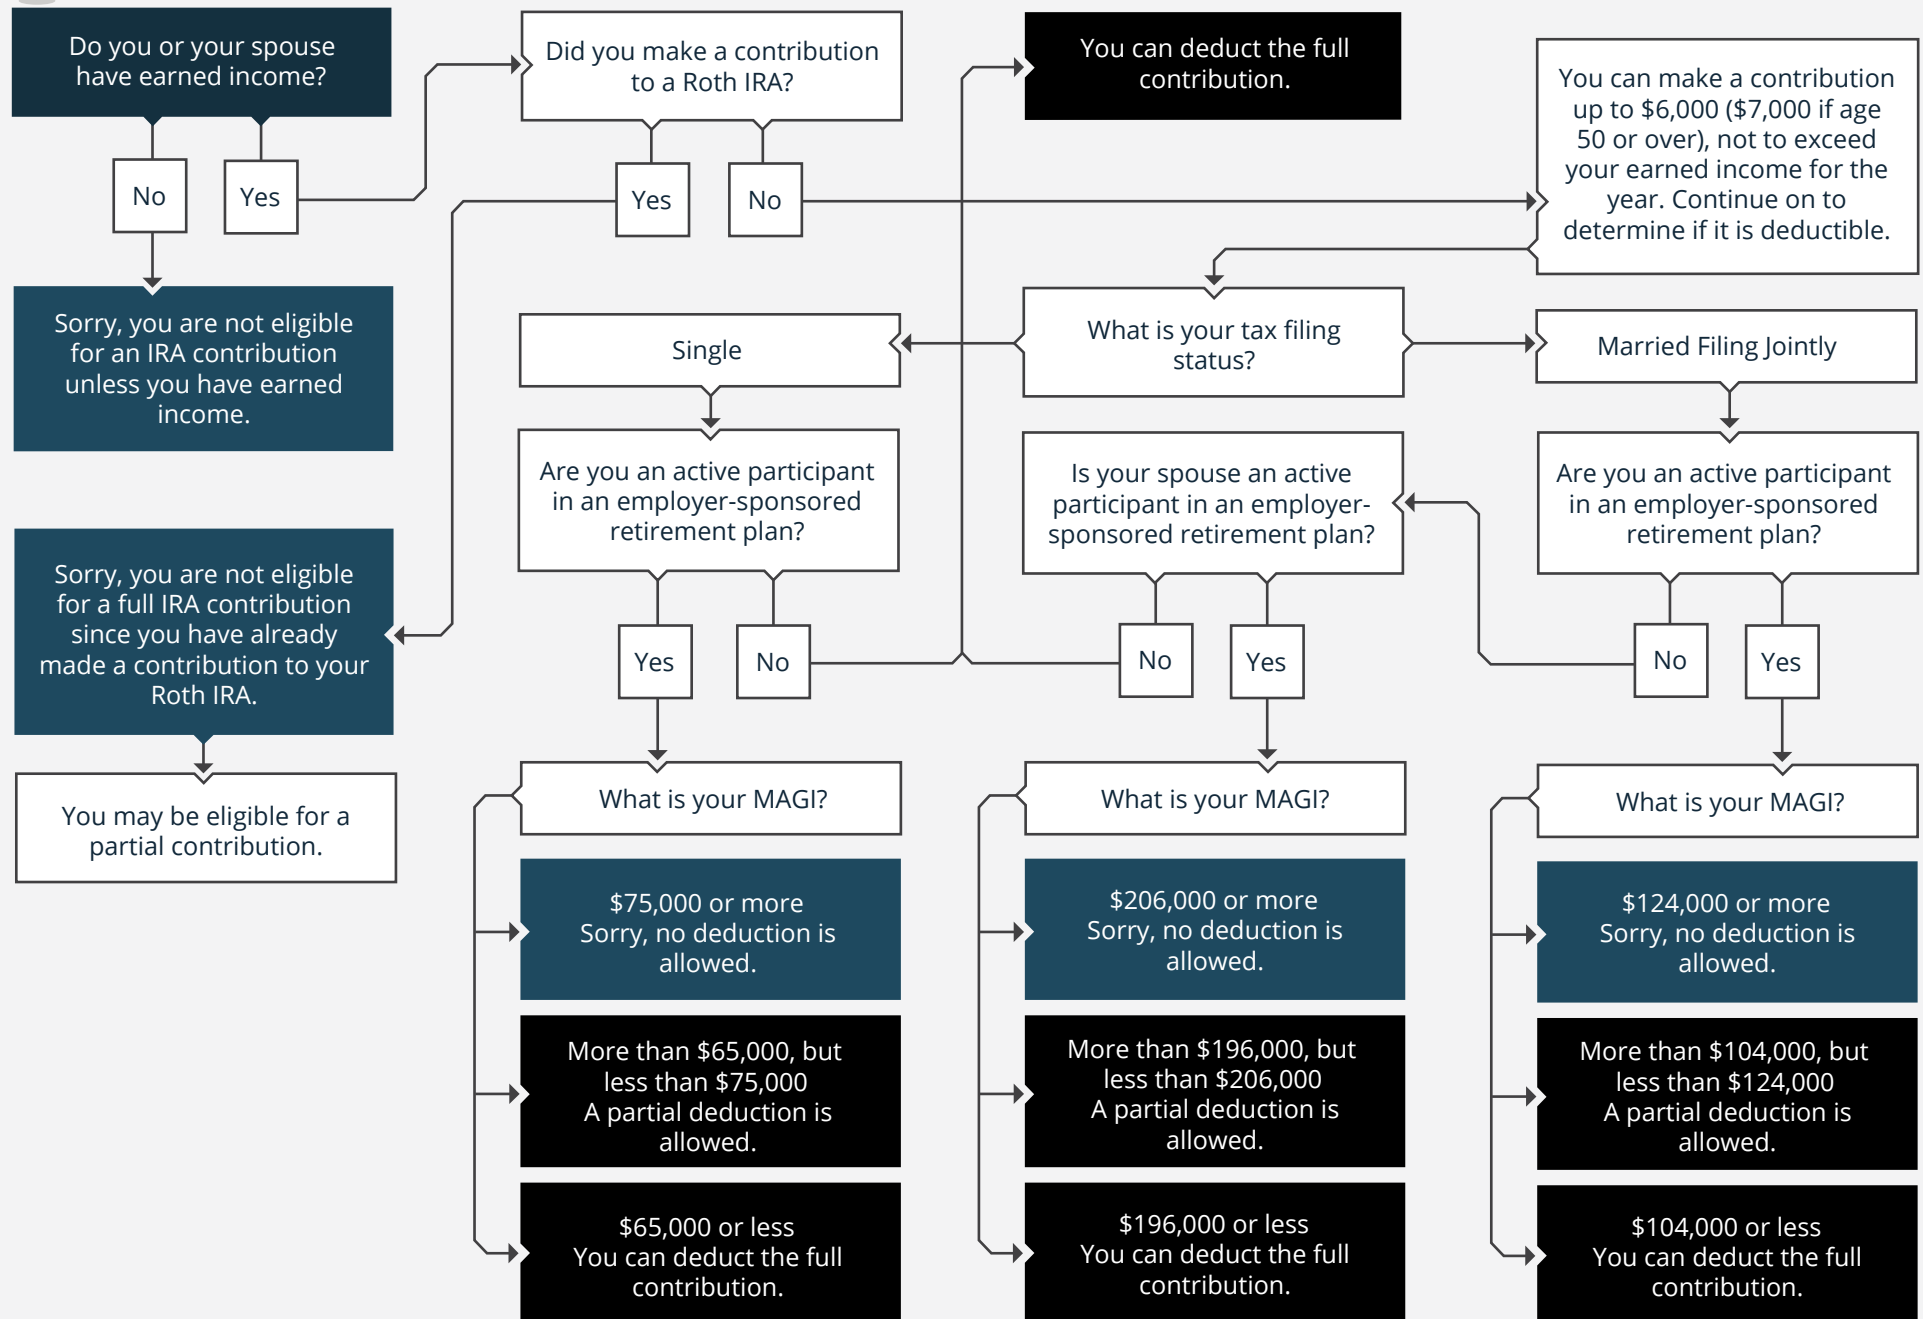 Do you or your spouse
have earned income?
No
Yes
Sorry, you are not eligible
for an IRA contribution
unless you have earned
income.
Did you make a contribution
to a Roth IRA?
Yes
No
Sorry, you are not eligible
for a full IRA contribution
since you have already
made a contribution to your
Roth IRA.
You may be eligible for a
partial contribution.
You can deduct the full
contribution.
You can make a contribution
up to $6,000 ($7,000 if age
50 or over), not to exceed
your earned income for the
year. Continue on to
determine if it is deductible.
What is your tax filing
status?
Single
Married Filing Jointly
Are you an active participant
in an employer-sponsored
retirement plan?
Yes
No
Is your spouse an active
participant in an employer-
sponsored retirement plan?
No
Yes
Are you an active participant
in an employer-sponsored
retirement plan?
No
Yes
What is your MAGI?
$75,000 or more
Sorry, no deduction is
allowed.
More than $65,000, but
less than $75,000
A partial deduction is
allowed.
$65,000 or less
You can deduct the full
contribution.
What is your MAGI?
$206,000 or more
Sorry, no deduction is
allowed.
More than $196,000, but
less than $206,000
A partial deduction is
allowed.
$196,000 or less
You can deduct the full
contribution.
What is your MAGI?
$124,000 or more
Sorry, no deduction is
allowed.
More than $104,000, but
less than $124,000
A partial deduction is
allowed.
$104,000 or less
You can deduct the full
contribution.